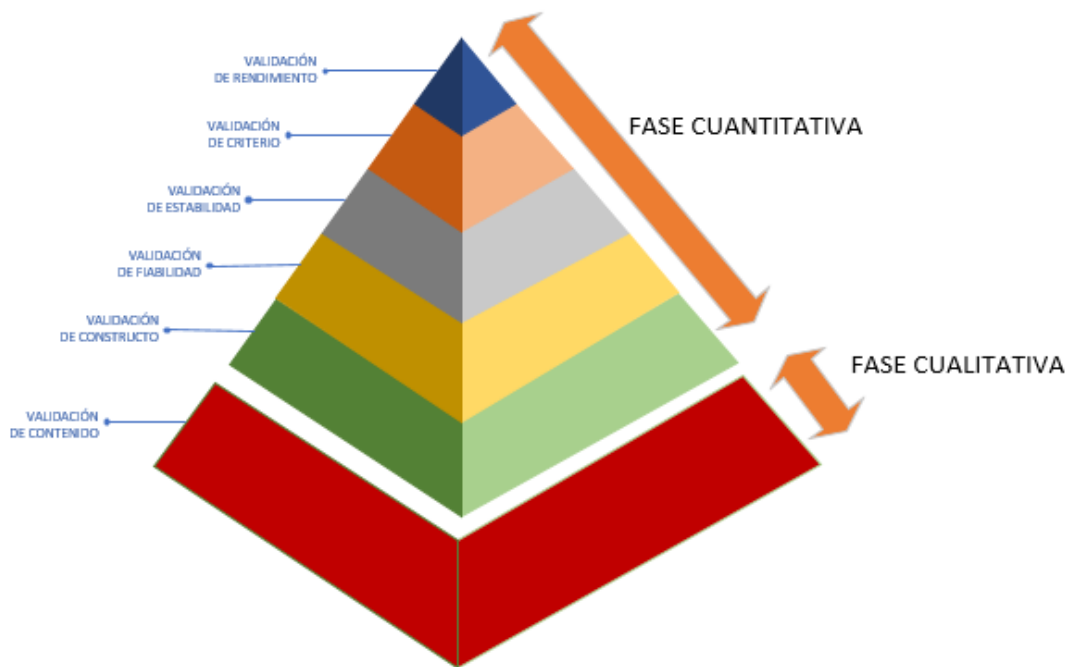 VALIDACIÓN
DE RENDIMIENTO
VALIDACIÓN
DE CRITERIO
FASE CUANTITATIVA
VALIDACIÓN
DE ESTABILIDAD
VALIDACIÓN
DE FIABILIDAD
VALIDACIÓN
DE CONSTRUCTO
FASE CUALITATIVA
VALIDACIÓN
DE CONTENIDO